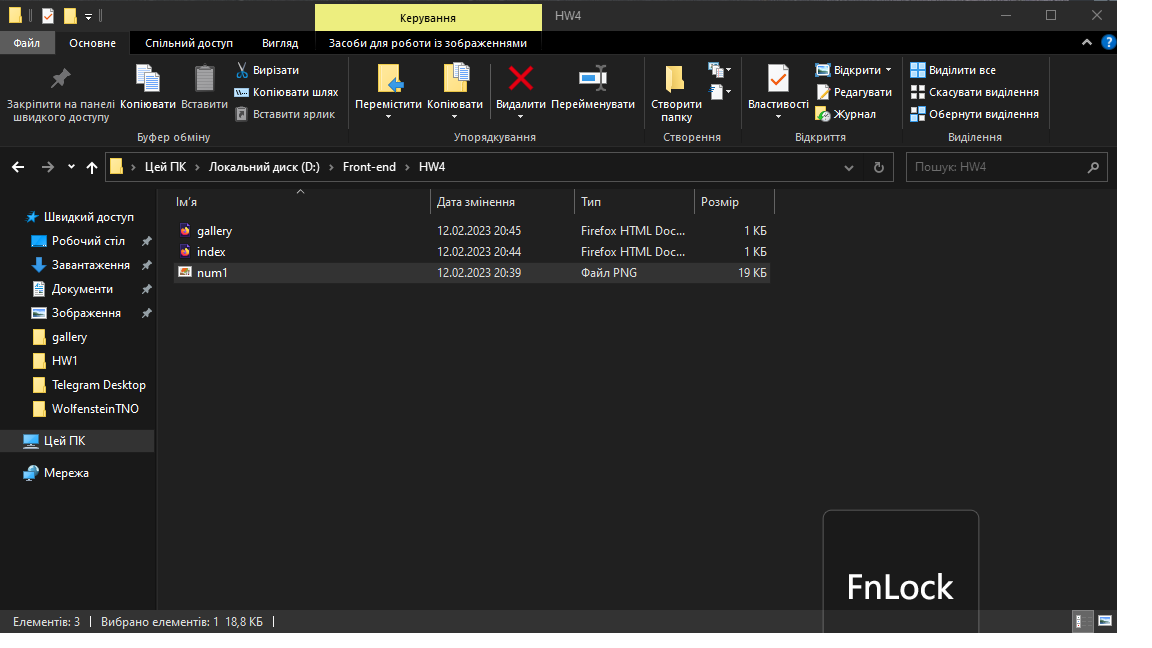 Керування
HW4
Файл
Основне
Спільний доступ
Вигляд
Засоби для роботи із зображеннями
?
Закріпити на панелі
швидкого доступу
Копіювати
Вставити
Вирізати
Копіювати шлях
Вставити ярлик
Буфер обміну
Перемістити
Копіювати
Видалити
Перейменувати
Упорядкування
Створити
папку
Створення
Властивості
Відкрити
Редагувати
Журнал
Відкриття
Виділити все
Скасувати виділення
Обернути виділення
Виділення
Цей ПК > Локальний диск (D:) > Front-end > HW4
Пошук: HW4
Швидкий доступ
Робочий стіл
Завантаження
Документи
Зображення
gallery
HW1
Telegram Desktop
WolfensteinTNO
Цей ПК
Мережа
Ім'я Дата змінення Тип Розмір
gallery 12.02.2023 20:45 Firefox HTML Doc... 1 КБ
index 12.02.2023 20:44 Firefox HTML Doc... 1 КБ
num1 12.02.2023 20:39 Файл PNG 19 КБ
FnLock
Елементів: 3 | Вибрано елементів: 1 18,8 КБ |